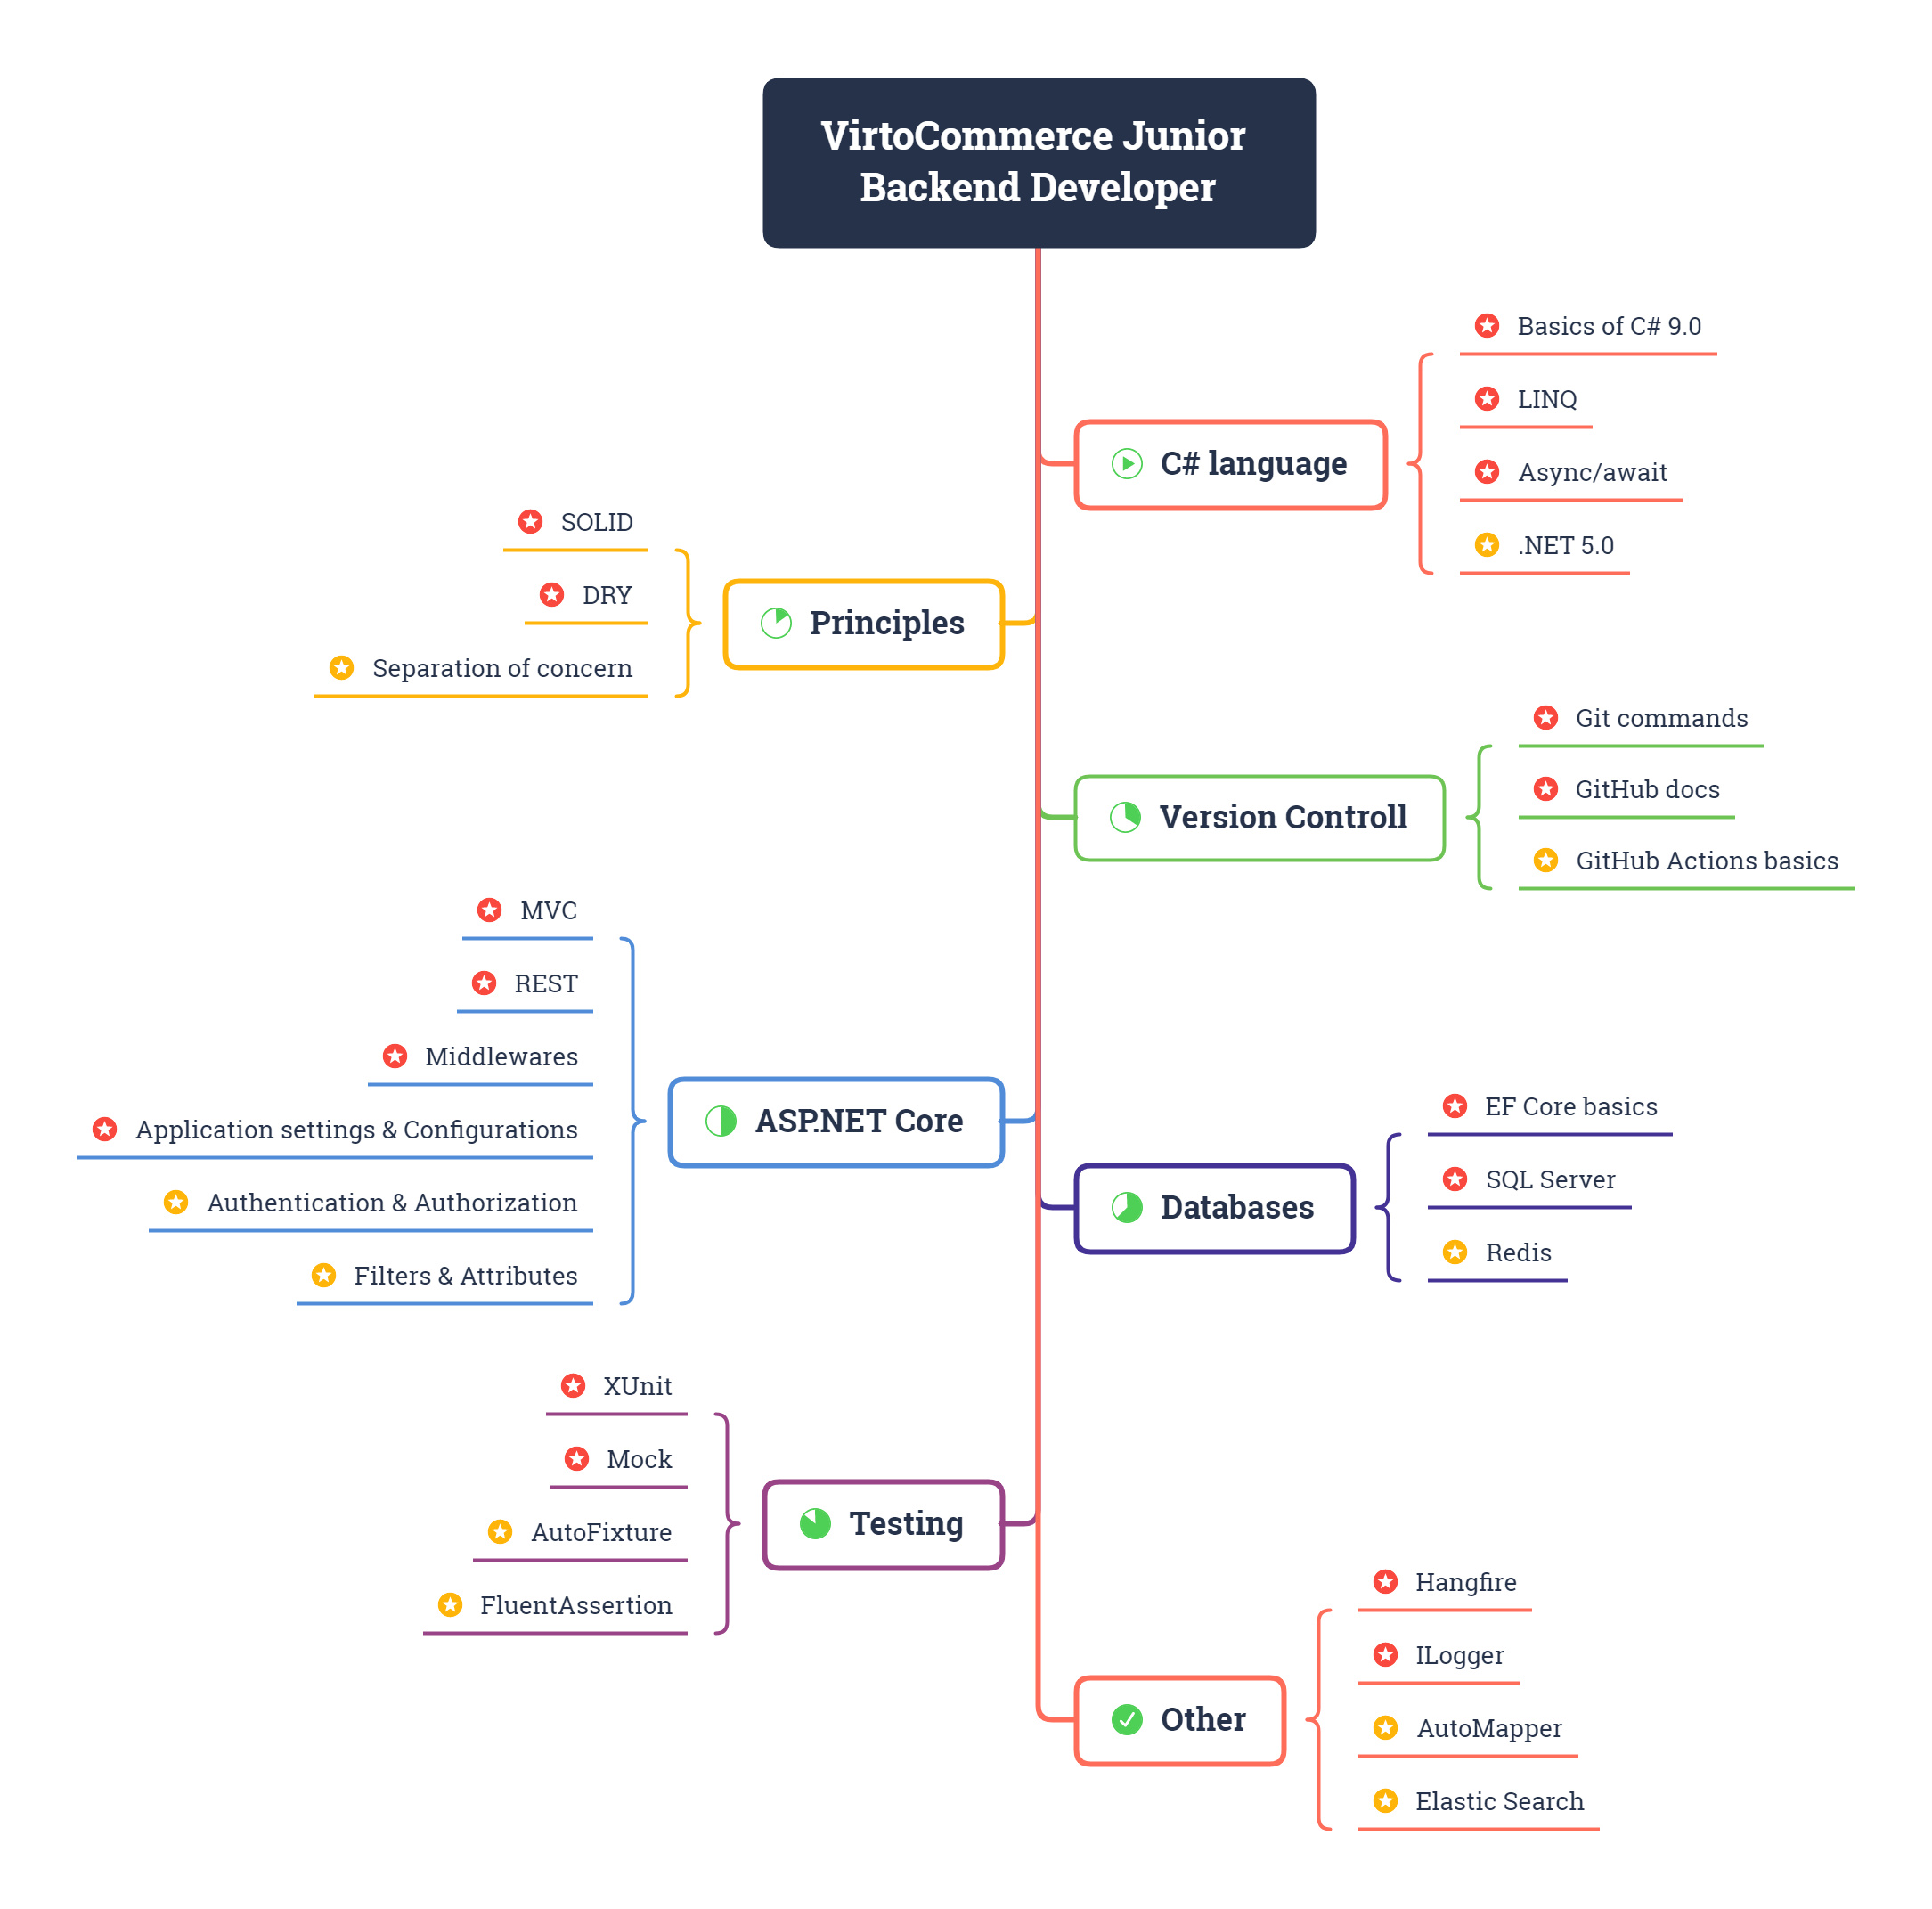 VirtoCommerce Junior
Backend Developer
C# language
Basics of C# 9.0
LINQ
Async/await
.NET 5.0
Principles
SOLID
DRY
Separation of concern
Version Controll
Git commands
GitHub docs
GitHub Actions basics
ASP.NET Core
MVC
REST
Middlewares
Application settings & Configurations
Authentication & Authorization
Filters & Attributes
Databases
EF Core basics
SQL Server
Redis
Testing
XUnit
Mock
AutoFixture
FluentAssertion
Other
Hangfire
ILogger
AutoMapper
Elastic Search